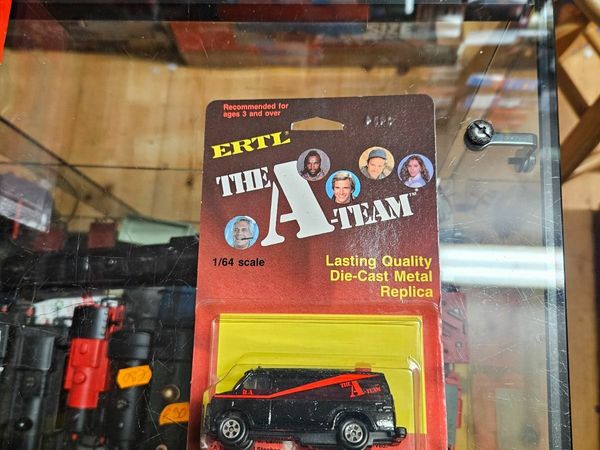 Recommended for
ages 3 and over
ERTL
THE
A-TEAM™
1/64 scale
Lasting Quality
Die-Cast Metal
Replica
THE
A-TEAM
B.A.